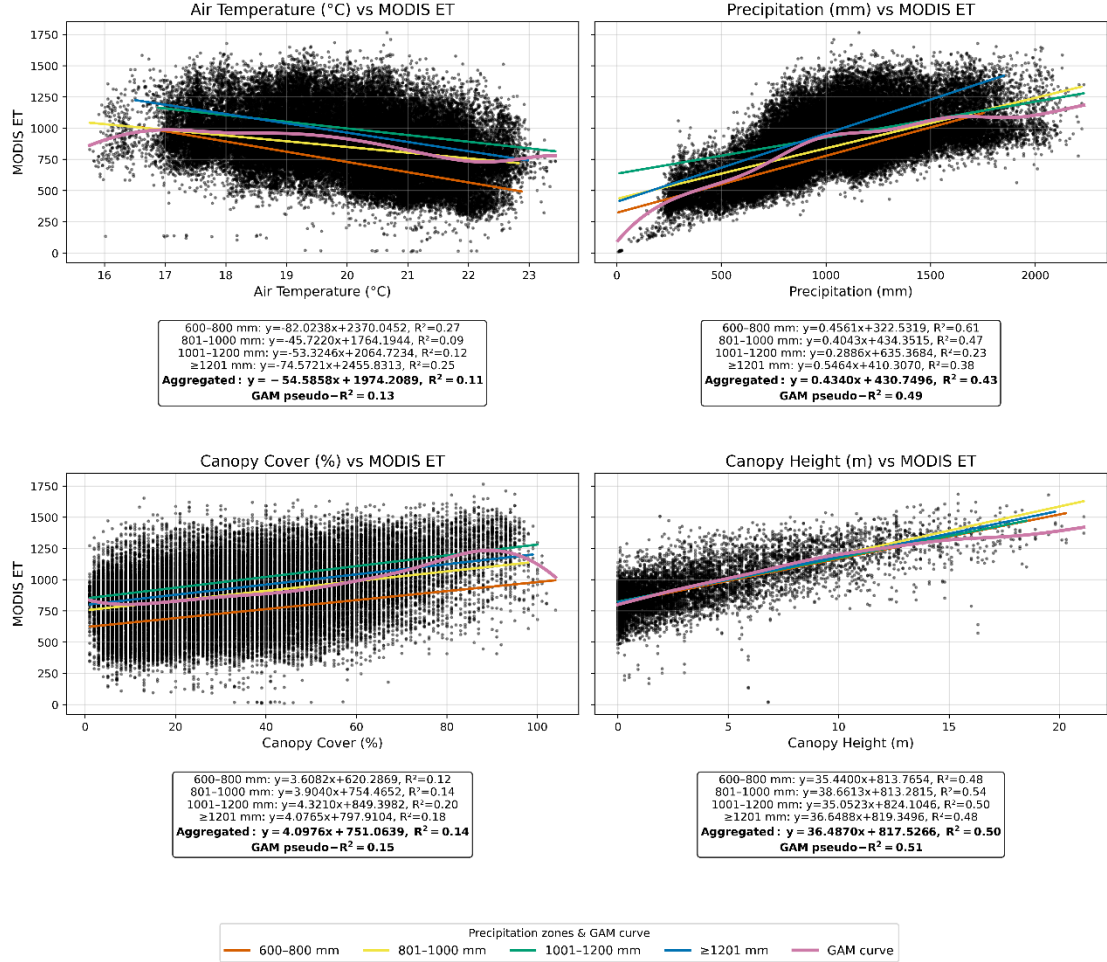 Air Temperature (°C) vs MODIS ET
MODIS ET
1750
1500
1250
1000
750
500
250
0
16
17
18
19
20
21
22
23
Air Temperature (°C)
600–800 mm: y=-82.0238x+2370.0452, R²=0.27
801–1000 mm: y=-45.7220x+1764.1944, R²=0.09
1001–1200 mm: y=-53.3246x+2064.7234, R²=0.12
≥1201 mm: y=-74.5721x+2455.8313, R²=0.25
Aggregated: y = − 54.5858x + 1974.2089, R² = 0.11
GAM pseudo−R² = 0.13
Precipitation (mm) vs MODIS ET
0
500
1000
1500
2000
Precipitation (mm)
600–800 mm: y=0.4561x+322.5319, R²=0.61
801–1000 mm: y=0.4043x+434.3515, R²=0.47
1001–1200 mm: y=0.2886x+635.3684, R²=0.23
≥1201 mm: y=0.5464x+410.3070, R²=0.38
Aggregated: y = 0.4340x + 430.7496, R² = 0.43
GAM pseudo−R² = 0.49
Canopy Cover (%) vs MODIS ET
MODIS ET
1750
1500
1250
1000
750
500
250
0
0
20
40
60
80
100
Canopy Cover (%)
600–800 mm: y=3.6082x+620.2869, R²=0.12
801–1000 mm: y=3.9040x+754.4652, R²=0.14
1001–1200 mm: y=4.3210x+849.3982, R²=0.20
≥1201 mm: y=4.0765x+797.9104, R²=0.18
Aggregated: y = 4.0976x + 751.0639, R² = 0.14
GAM pseudo−R² = 0.15
Canopy Height (m) vs MODIS ET
0
5
10
15
20
Canopy Height (m)
600–800 mm: y=35.4400x+813.7654, R²=0.48
801–1000 mm: y=38.6613x+813.2815, R²=0.54
1001–1200 mm: y=35.0523x+824.1046, R²=0.50
≥1201 mm: y=36.6488x+819.3496, R²=0.48
Aggregated: y = 36.4870x + 817.5266, R² = 0.50
GAM pseudo−R² = 0.51
Precipitation zones & GAM curve
600–800 mm
801–1000 mm
1001–1200 mm
≥1201 mm
GAM curve